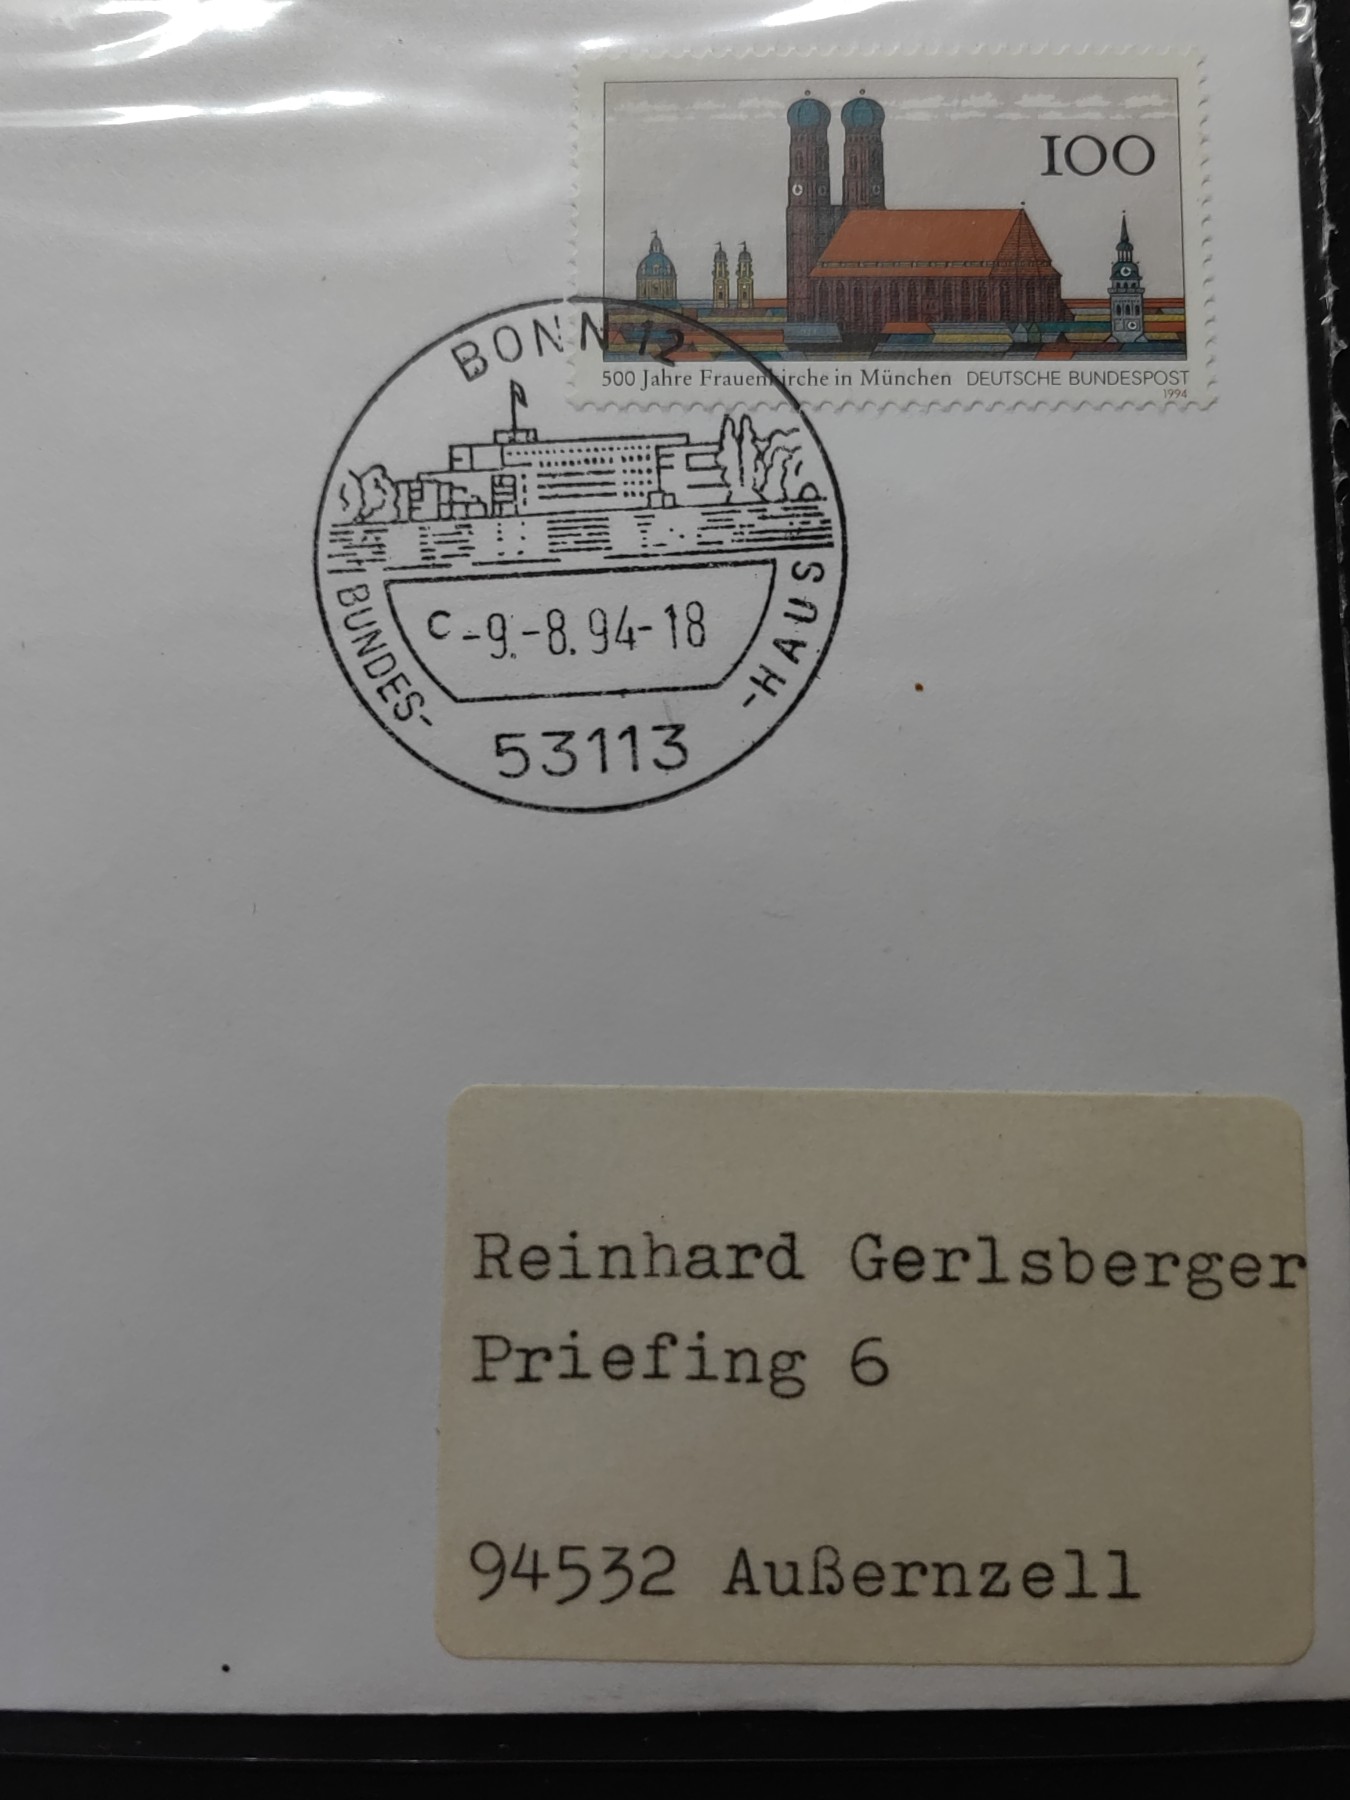 100
500 Jahre Frauenkirche in München DEUTSCHE BUNDESPOST
1994
BONN 12
BUNDES- -HAUS
c -9.-8.94-18
53113
Reinhard Gerlsberger
Priefing 6
94532 Außernzell